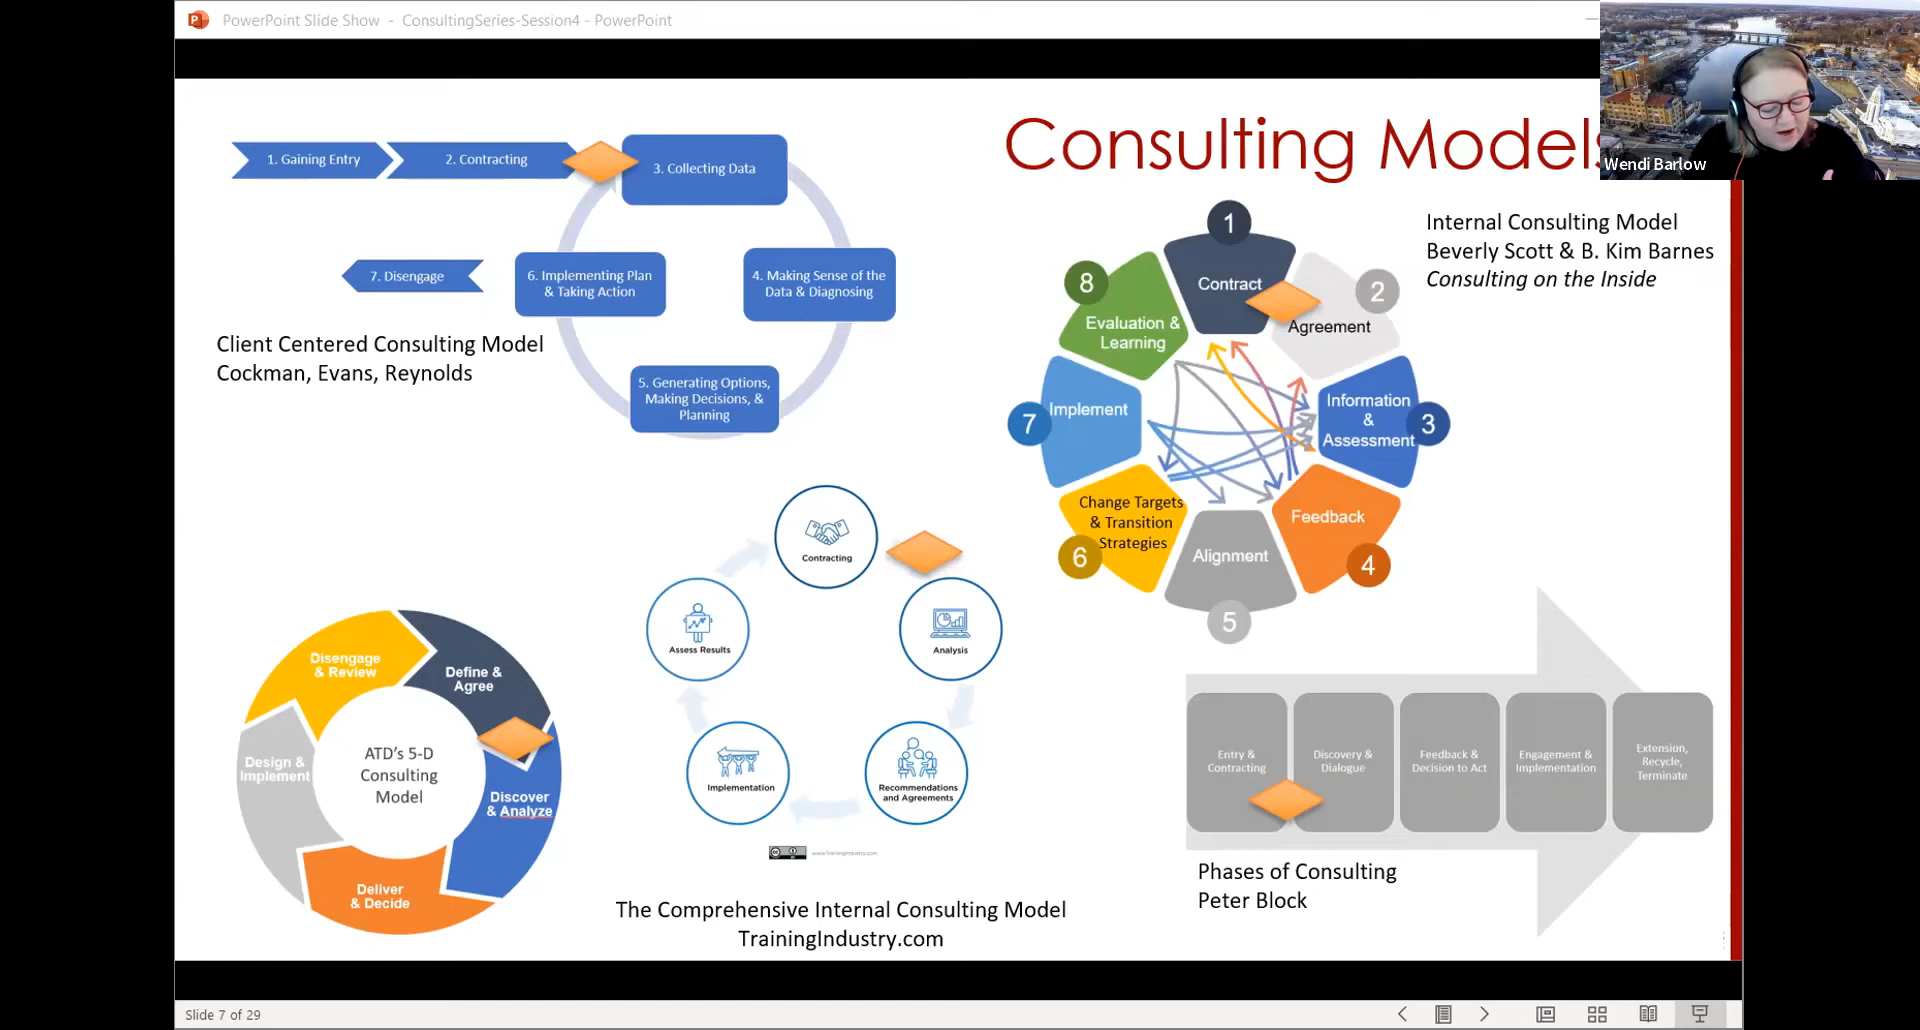 PowerPoint Slide Show - ConsultingSeries-Session4 - PowerPoint
Wendi Barlow
Consulting Models
1. Gaining Entry
2. Contracting
3. Collecting Data
4. Making Sense of the
Data & Diagnosing
5. Generating Options,
Making Decisions, &
Planning
6. Implementing Plan
& Taking Action
7. Disengage
Client Centered Consulting Model
Cockman, Evans, Reynolds
Internal Consulting Model
Beverly Scott & B. Kim Barnes
Consulting on the Inside
1
Contract
2
Agreement
3
Information
&
Assessment
4
Feedback
5
Alignment
6
Change Targets
& Transition
Strategies
7
Implement
8
Evaluation &
Learning
Contracting
Analysis
Recommendations
and Agreements
Implementation
Assess Results
www.TrainingIndustry.com
The Comprehensive Internal Consulting Model
TrainingIndustry.com
Define &
Agree
Discover
& Analyze
Deliver
& Decide
Design &
Implement
Disengage
& Review
ATD's 5-D
Consulting
Model
Entry &
Contracting
Discovery &
Dialogue
Feedback &
Decision to Act
Engagement &
Implementation
Extension,
Recycle,
Terminate
Phases of Consulting
Peter Block
Slide 7 of 29